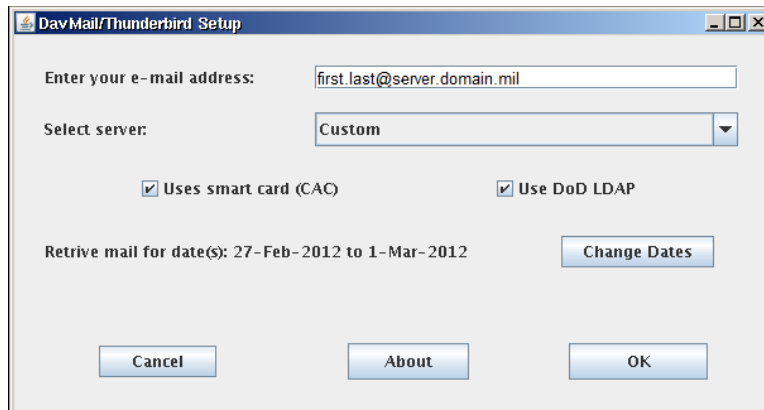 DavMail/Thunderbird Setup
Enter your e-mail address: first.last@server.domain.mil
Select server: Custom
Uses smart card (CAC) Use DoD LDAP
Retrive mail for date(s): 27-Feb-2012 to 1-Mar-2012 Change Dates
Cancel About OK